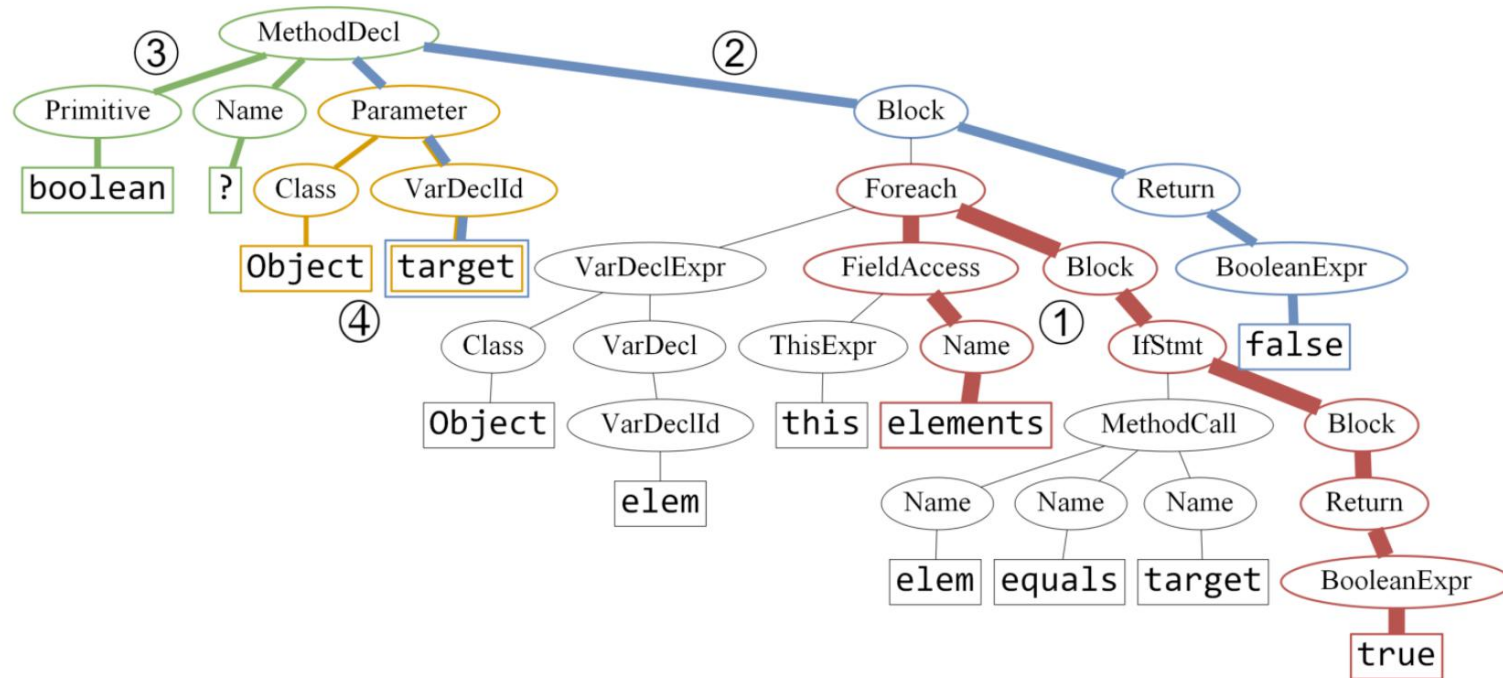 MethodDecl
③ ②
Primitive Name Parameter Block
boolean ? Class VarDeclId Foreach Return
Object target VarDeclExpr FieldAccess Block BooleanExpr
④ ①
Class VarDecl ThisExpr Name IfStmt false
Object VarDeclId this elements MethodCall Block
elem Name Name Name Return
elem equals target BooleanExpr
true